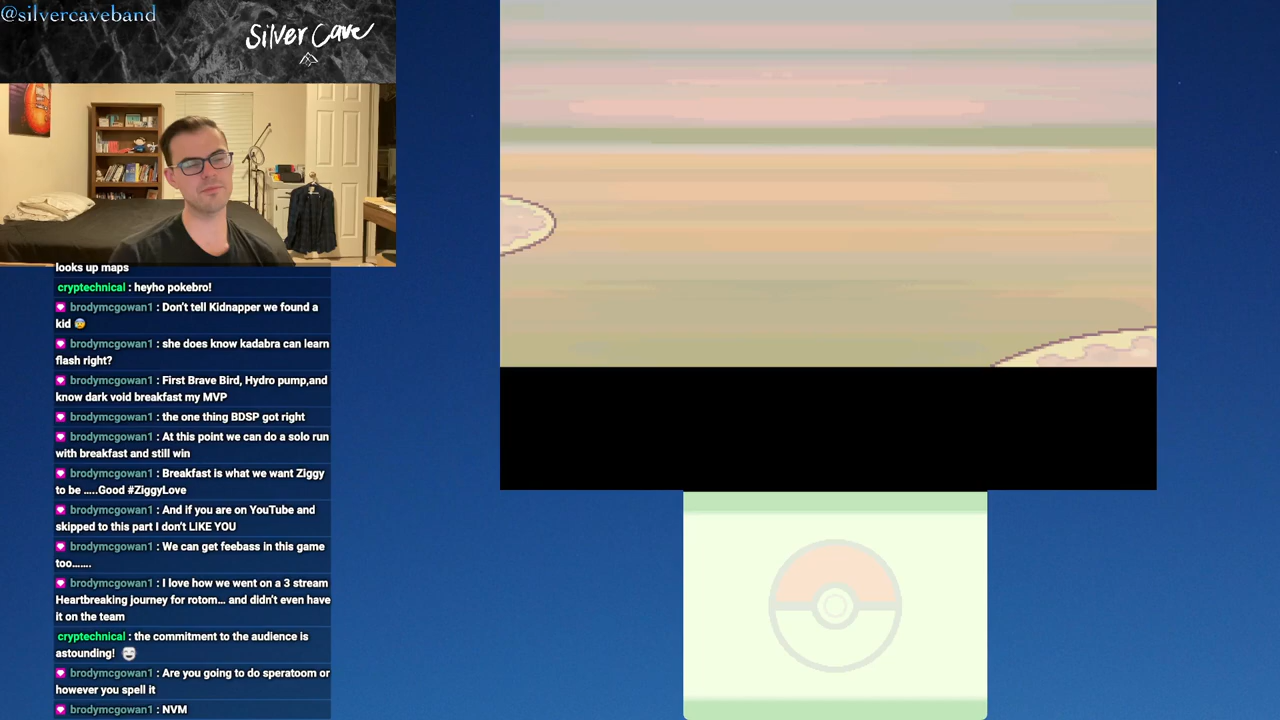 @silvercaveband
Silver Cave
looks up maps
cryptechnical : heyho pokebro!
brodymcgowan1 : Don't tell Kidnapper we found a
kid 😰
brodymcgowan1 : she does know kadabra can learn
flash right?
brodymcgowan1 : First Brave Bird, Hydro pump,and
know dark void breakfast my MVP
brodymcgowan1 : the one thing BDSP got right
brodymcgowan1 : At this point we can do a solo run
with breakfast and still win
brodymcgowan1 : Breakfast is what we want Ziggy
to be …..Good #ZiggyLove
brodymcgowan1 : And if you are on YouTube and
skipped to this part I don't LIKE YOU
brodymcgowan1 : We can get feebass in this game
too…….
brodymcgowan1 : I love how we went on a 3 stream
Heartbreaking journey for rotom… and didn't even have
it on the team
cryptechnical : the commitment to the audience is
astounding!
brodymcgowan1 : Are you going to do speratoom or
however you spell it
brodymcgowan1 : NVM